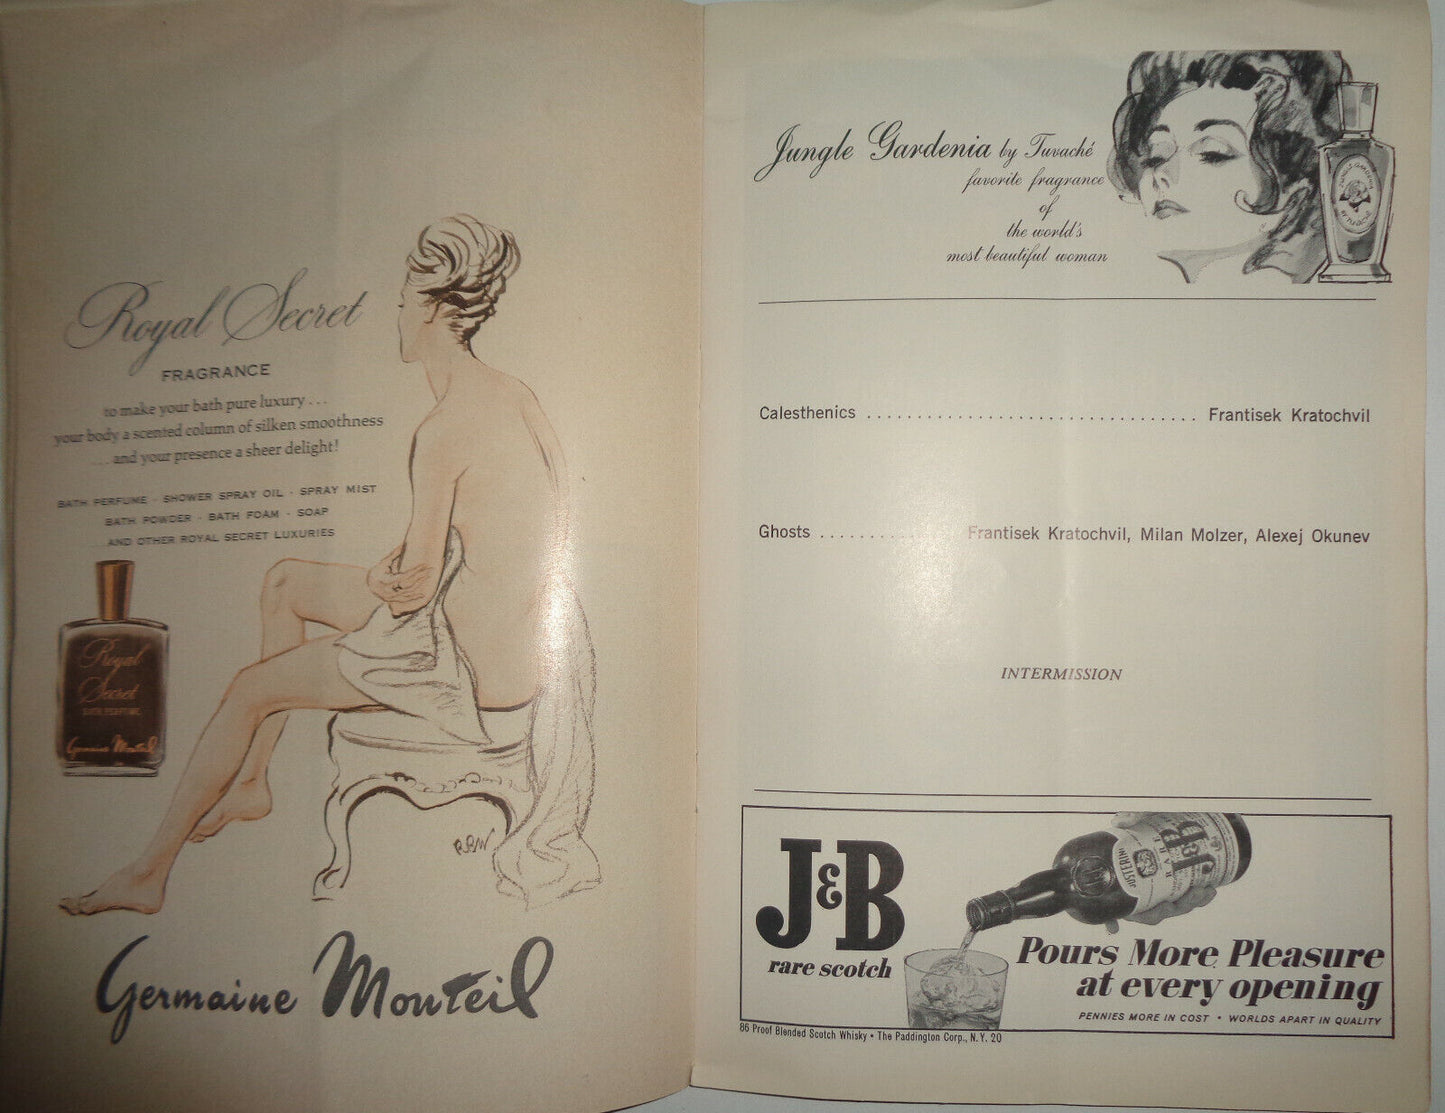 Royal Secret
FRAGRANCE
to make your bath pure luxury . . .
your body a scented column of silken smoothness
. . . and your presence a sheer delight!
BATH PERFUME · SHOWER SPRAY OIL · SPRAY MIST
BATH POWDER · BATH FOAM · SOAP
...AND OTHER ROYAL SECRET LUXURIES
Royal
Secret
BATH PERFUME
Germaine Monteil
RBW
Germaine Monteil
Jungle Gardenia by Tuvaché
favorite fragrance
of
the world's
most beautiful woman
Calesthenics . . . . . . . . . . . . . . . . . . . . . . . . . . . . . . . . . Frantisek Kratochvil
Ghosts . . . . . . . . . . . . . Frantisek Kratochvil, Milan Molzer, Alexej Okunev
INTERMISSION
J&B
rare scotch
J&B
RARE
JUSTERINI
Pours More Pleasure
at every opening
PENNIES MORE IN COST • WORLDS APART IN QUALITY
86 Proof Blended Scotch Whisky • The Paddington Corp., N.Y. 20